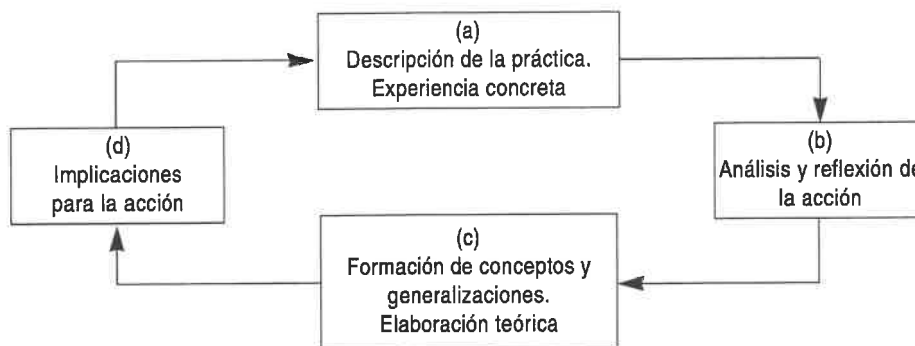 (a)
Descripción de la práctica.
Experiencia concreta
(b)
Análisis y reflexión de
la acción
(c)
Formación de conceptos y
generalizaciones.
Elaboración teórica
(d)
Implicaciones
para la acción